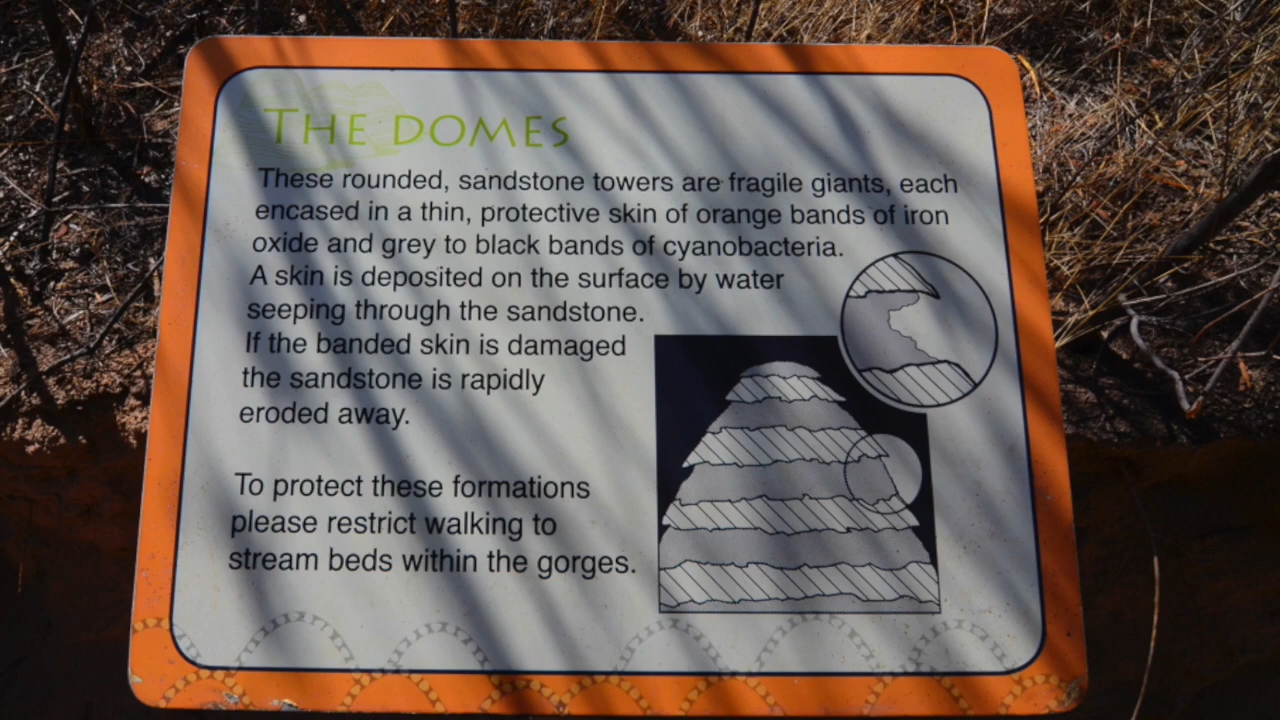 THE DOMES
These rounded, sandstone towers are fragile giants, each
encased in a thin, protective skin of orange bands of iron
oxide and grey to black bands of cyanobacteria.
A skin is deposited on the surface by water
seeping through the sandstone.
If the banded skin is damaged
the sandstone is rapidly
eroded away.
To protect these formations
please restrict walking to
stream beds within the gorges.